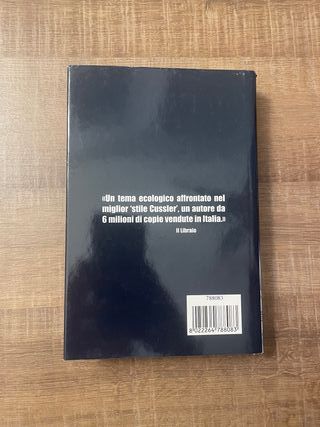 «Un tema ecologico affrontato nel
miglior 'stile Cussler', un autore da
6 milioni di copie vendute in Italia.»
Il Libraio
788083
8 022264 788083